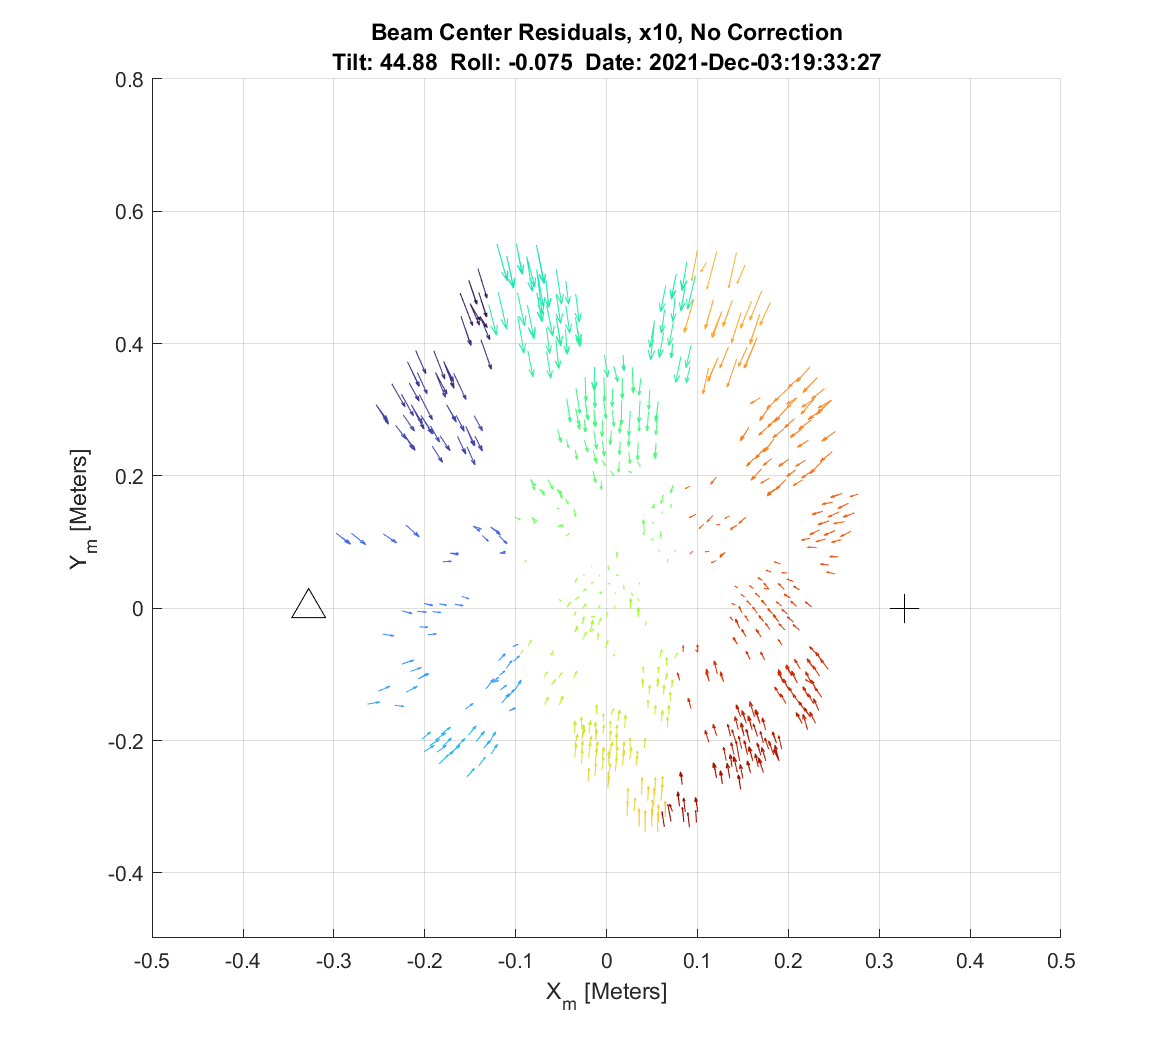 Beam Center Residuals, x10, No Correction
Tilt: 44.88 Roll: -0.075 Date: 2021-Dec-03:19:33:27
0.8
0.6
0.4
0.2
0
-0.2
-0.4
Y_m [Meters]
-0.5 -0.4 -0.3 -0.2 -0.1 0 0.1 0.2 0.3 0.4 0.5
X_m [Meters]